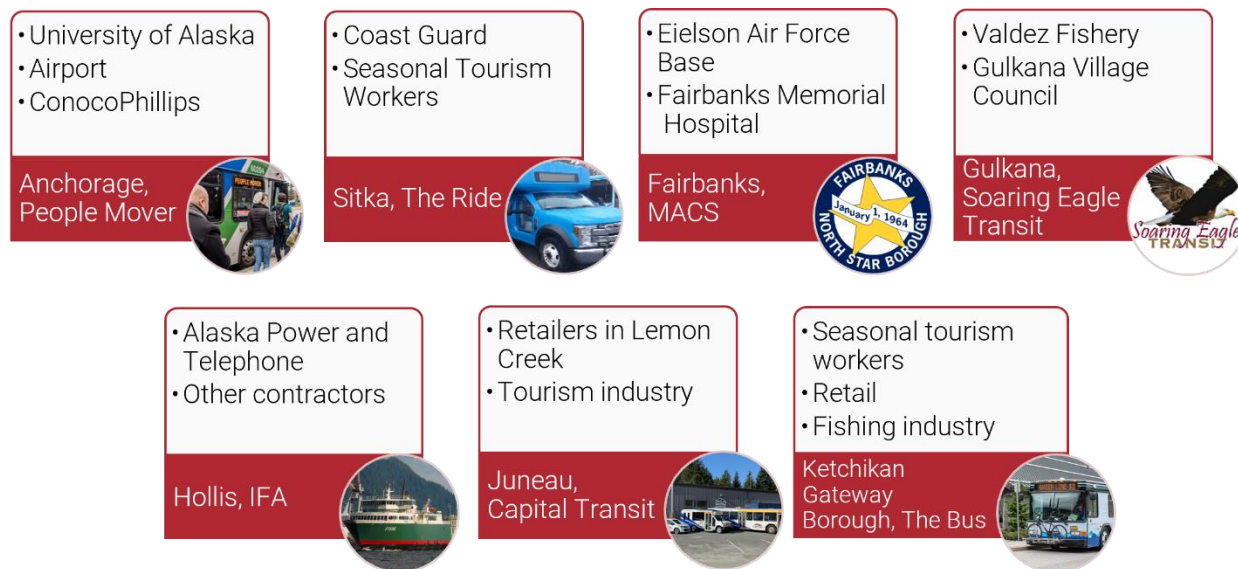 • University of Alaska
• Airport
• ConocoPhillips
Anchorage,
People Mover
PEOPLE MOVER
• Coast Guard
• Seasonal Tourism
Workers
Sitka, The Ride
• Eielson Air Force
Base
• Fairbanks Memorial
Hospital
Fairbanks,
MACS
FAIRBANKS
January 1, 1964
NORTH STAR BOROUGH
• Valdez Fishery
• Gulkana Village
Council
Gulkana,
Soaring Eagle
Transit
Soaring Eagle
TRANSIT
• Alaska Power and
Telephone
• Other contractors
Hollis, IFA
• Retailers in Lemon
Creek
• Tourism industry
Juneau,
Capital Transit
• Seasonal tourism
workers
• Retail
• Fishing industry
Ketchikan
Gateway
Borough, The Bus